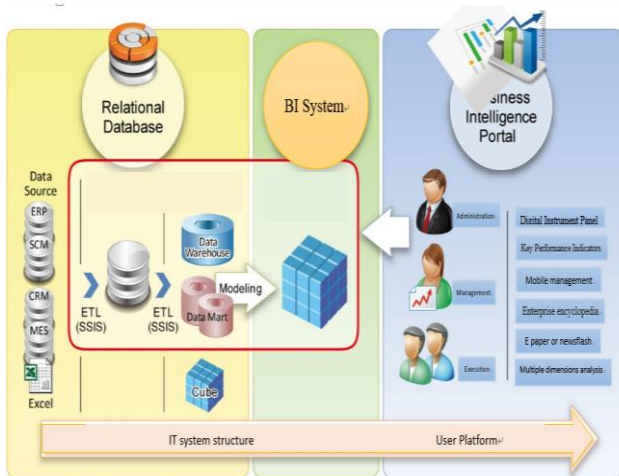 Relational
Database
BI System
Business
Intelligence
Portal
Data
Source
ERP
SCM
CRM
MES
Excel
ETL
(SSIS)
ETL
(SSIS)
Data
Warehouse
Data Mart
Modeling
Cube
Administration
Management
Execution
Digital Instrument Panel
Key Performance Indicators
Mobile management
Enterprise encyclopedia
E paper or newsflash
Multiple dimensions analysis
IT system structure
User Platform